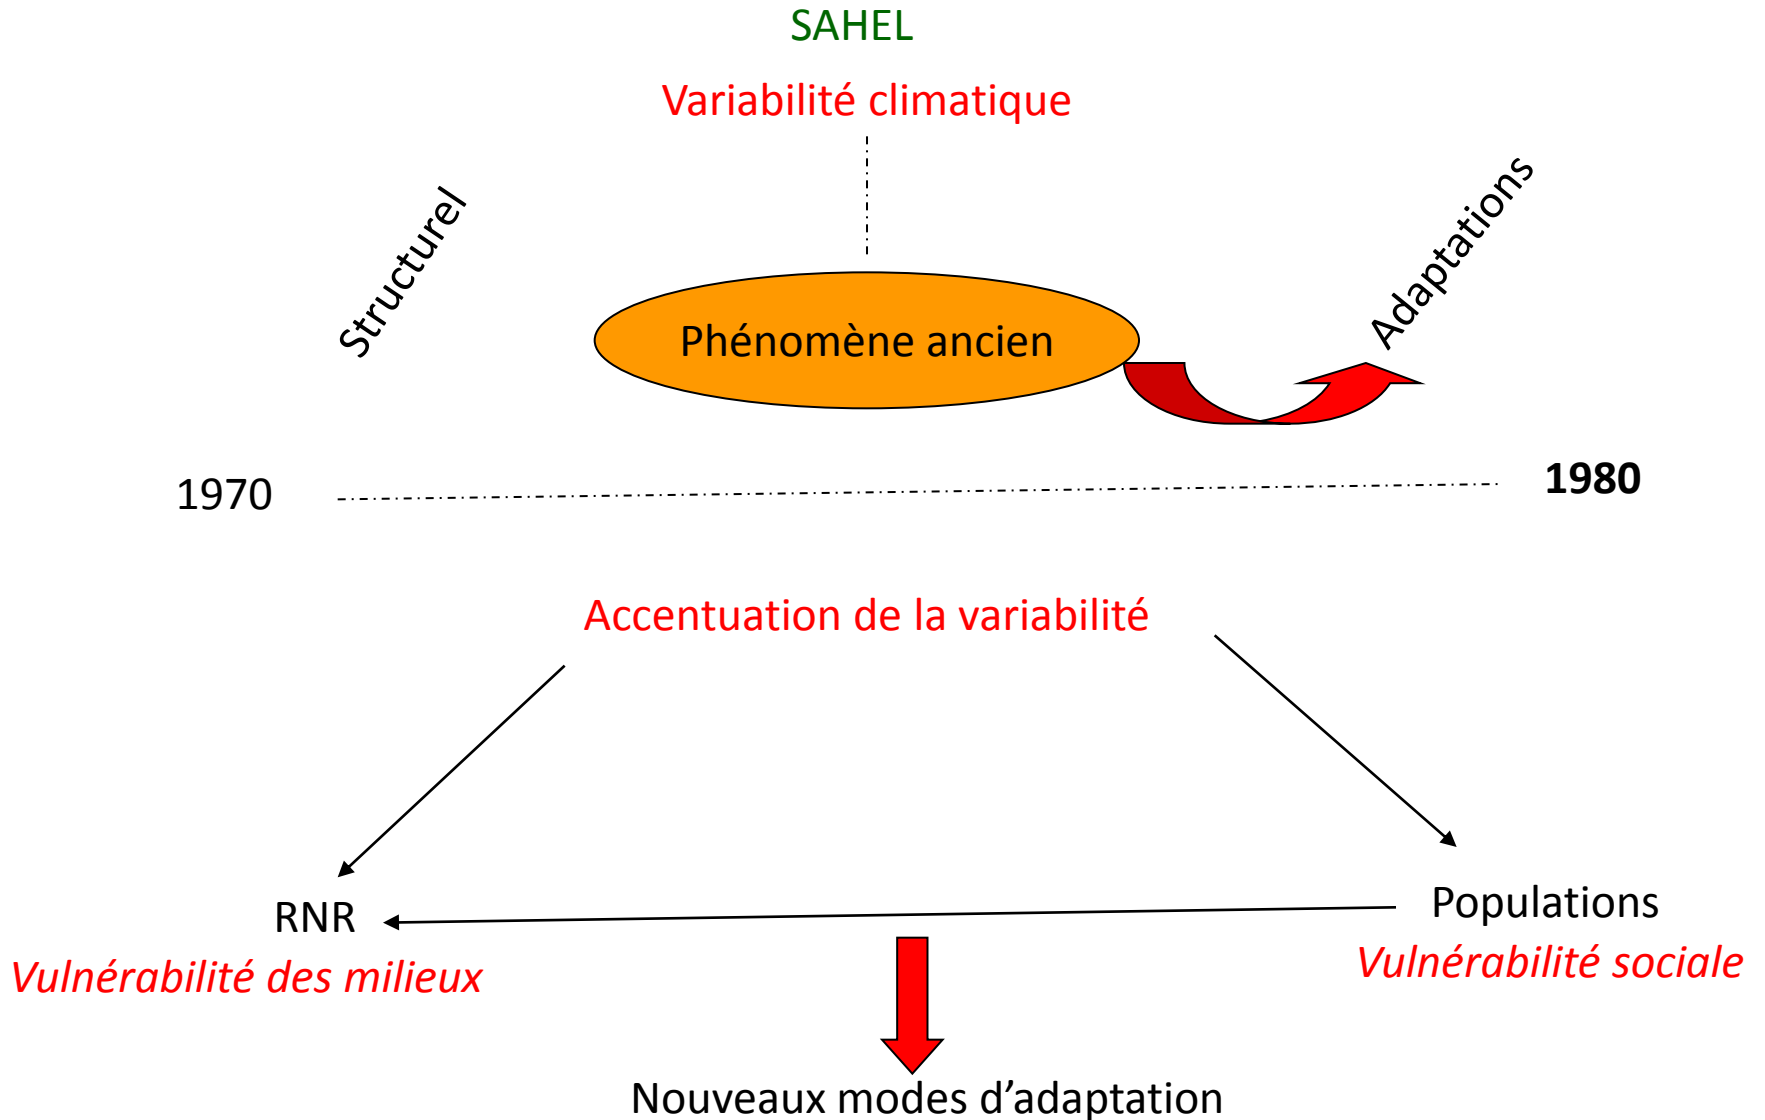 SAHEL
Variabilité climatique
Structurel
Phénomène ancien
Adaptations
1970
1980
Accentuation de la variabilité
RNR
Populations
Vulnérabilité des milieux
Vulnérabilité sociale
Nouveaux modes d’adaptation